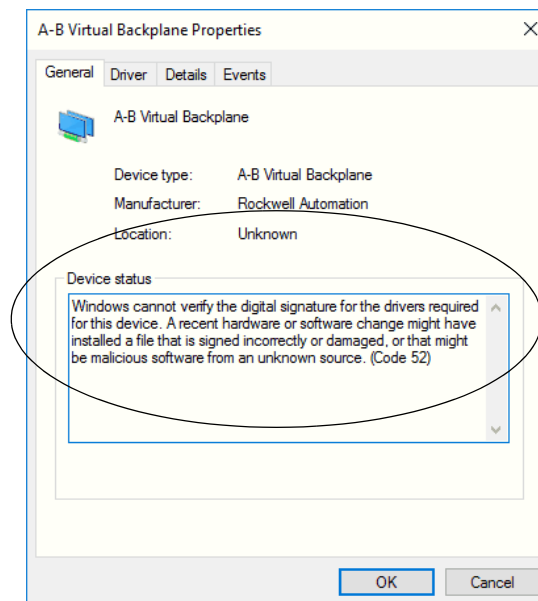 A-B Virtual Backplane Properties
General Driver Details Events
A-B Virtual Backplane
Device type: A-B Virtual Backplane
Manufacturer: Rockwell Automation
Location: Unknown
Device status
Windows cannot verify the digital signature for the drivers required
for this device. A recent hardware or software change might have
installed a file that is signed incorrectly or damaged, or that might
be malicious software from an unknown source. (Code 52)
OK Cancel